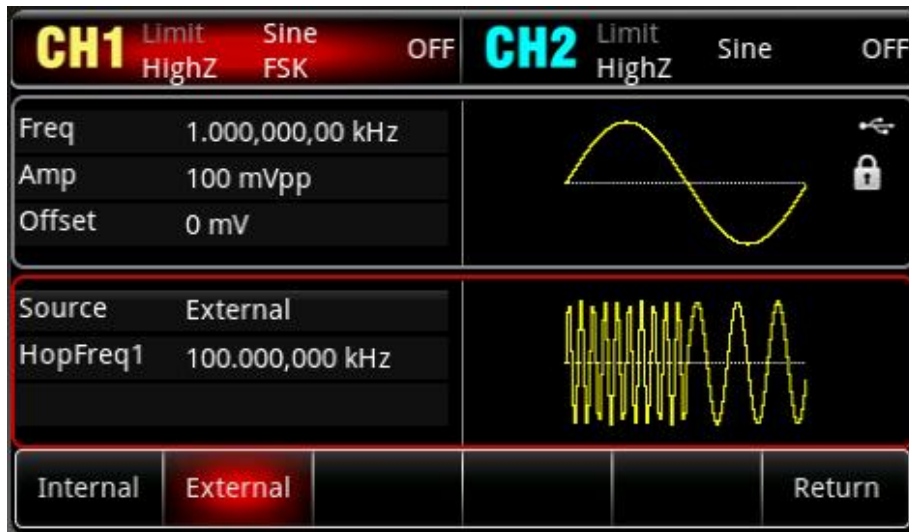 CH1 Limit Sine OFF CH2 Limit Sine OFF
HighZ FSK HighZ
Freq 1.000,000,00 kHz
Amp 100 mVpp
Offset 0 mV
Source External
HopFreq1 100.000,000 kHz
Internal External Return